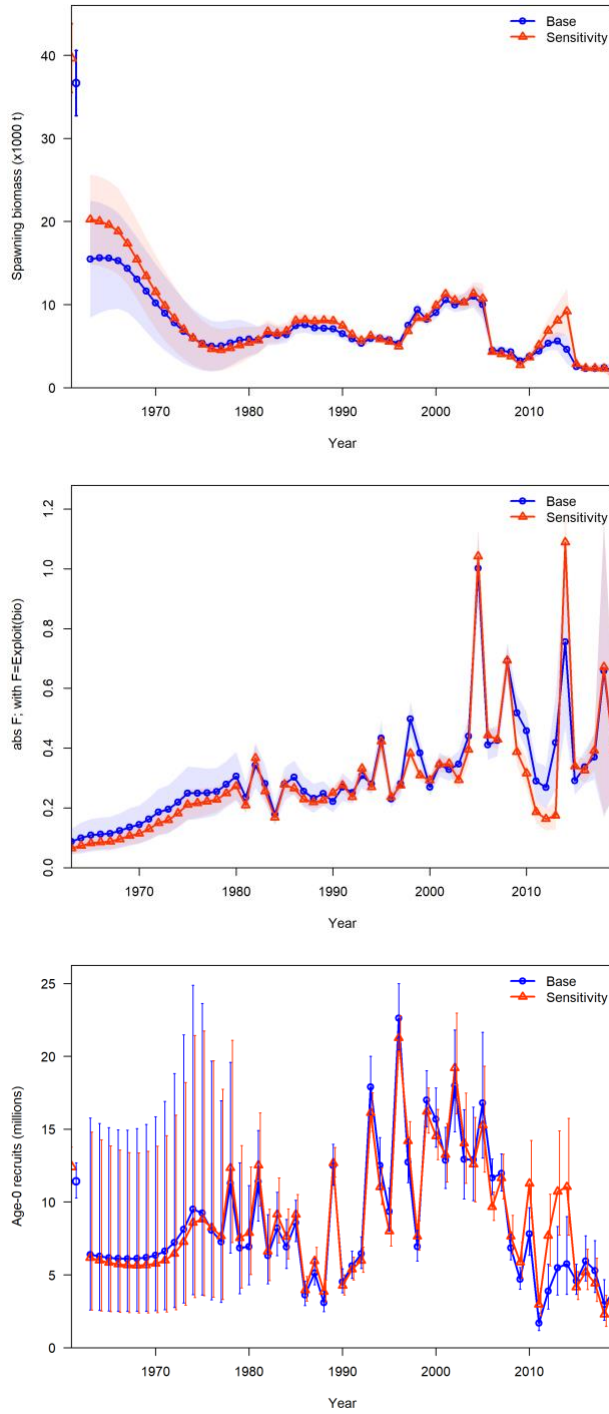 Base
Sensitivity
40
30
20
10
0
Spawning biomass (x1000 t)
1970
1980
1990
2000
2010
Year
Base
Sensitivity
1.2
1.0
0.8
0.6
0.4
0.2
0.0
abs F; with F=Exploit(bio)
1970
1980
1990
2000
2010
Year
Base
Sensitivity
25
20
15
10
5
0
Age-0 recruits (millions)
1970
1980
1990
2000
2010
Year